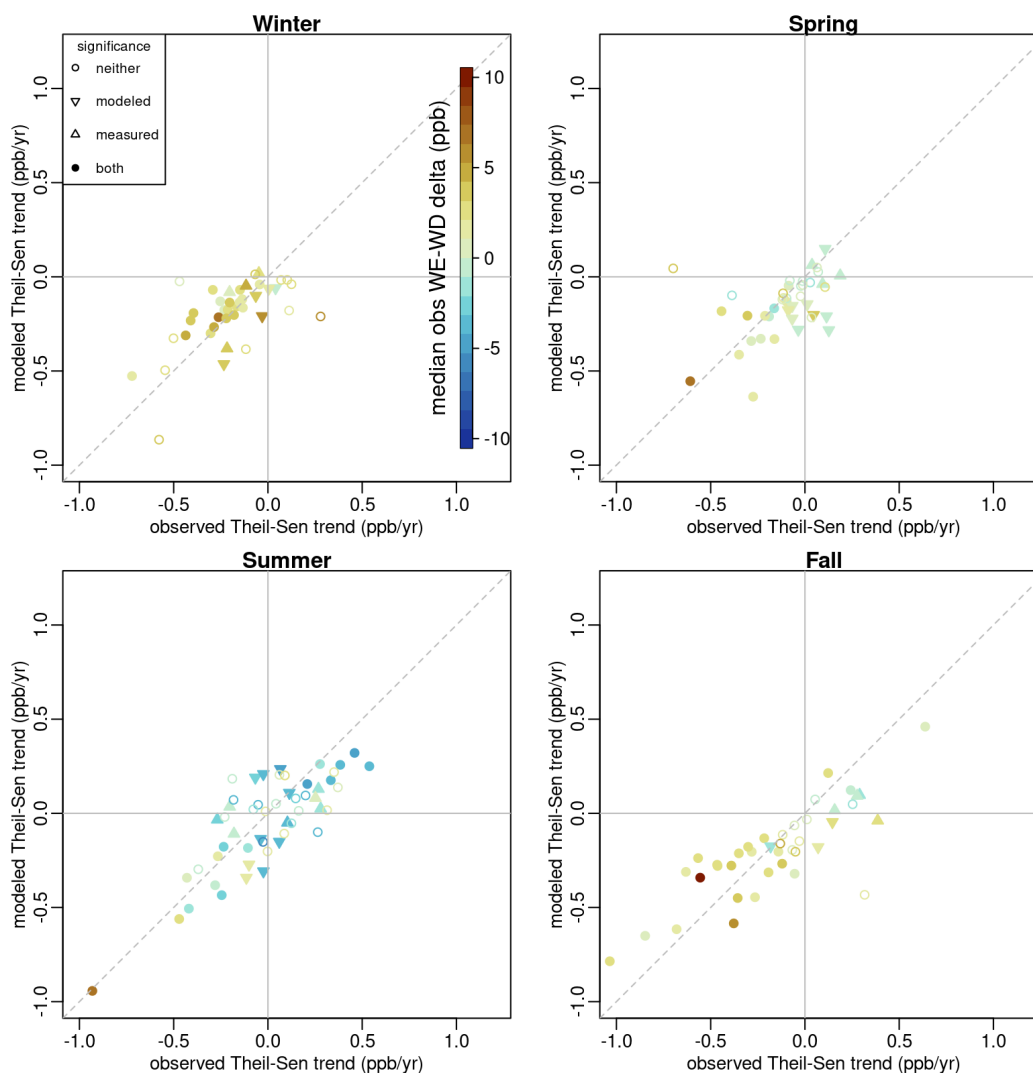 Winter
significance
neither
modeled
measured
both
median obs WE-WD delta (ppb)
10
5
0
-5
-10
modeled Theil-Sen trend (ppb/yr)
1.0
0.5
0.0
-0.5
-1.0
-1.0 -0.5 0.0 0.5 1.0
observed Theil-Sen trend (ppb/yr)
Spring
modeled Theil-Sen trend (ppb/yr)
1.0
0.5
0.0
-0.5
-1.0
-1.0 -0.5 0.0 0.5 1.0
observed Theil-Sen trend (ppb/yr)
Summer
modeled Theil-Sen trend (ppb/yr)
1.0
0.5
0.0
-0.5
-1.0
-1.0 -0.5 0.0 0.5 1.0
observed Theil-Sen trend (ppb/yr)
Fall
modeled Theil-Sen trend (ppb/yr)
1.0
0.5
0.0
-0.5
-1.0
-1.0 -0.5 0.0 0.5 1.0
observed Theil-Sen trend (ppb/yr)